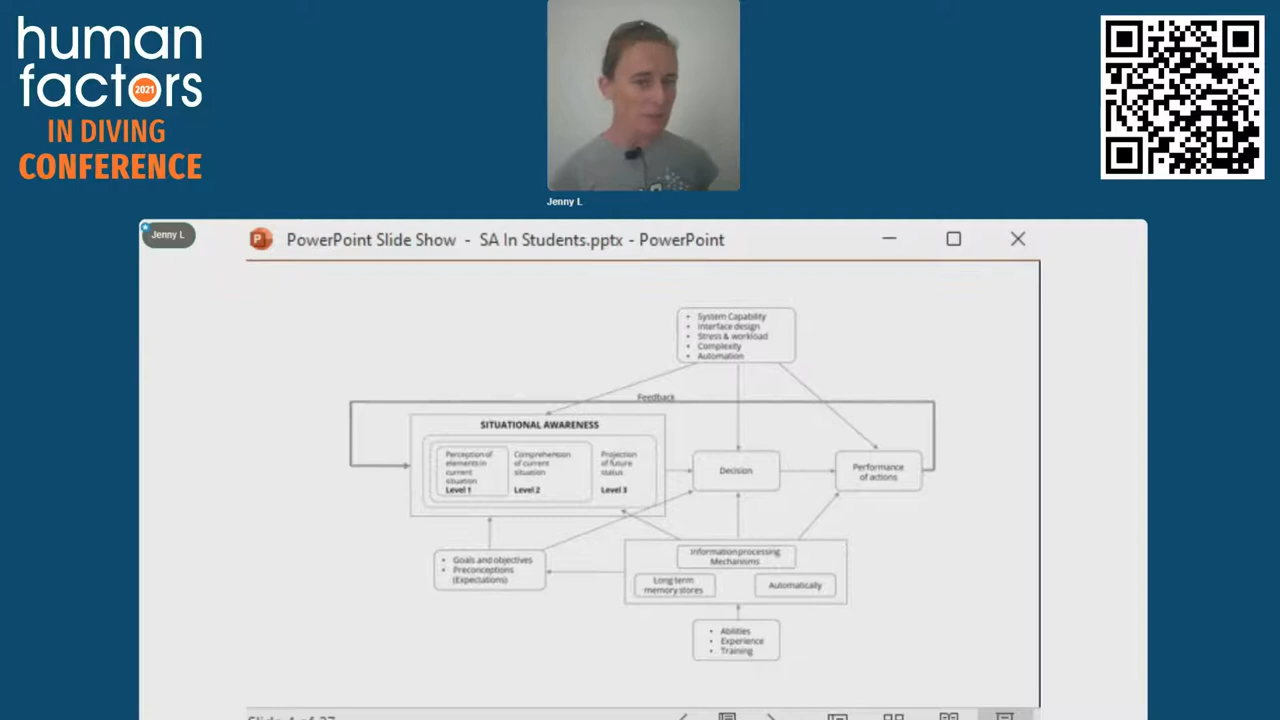 human
factors
2021
IN DIVING
CONFERENCE
Jenny L
Jenny L
P
PowerPoint Slide Show - SA In Students.pptx - PowerPoint
• System Capability
• Interface design
• Stress & workload
• Complexity
• Automation
Feedback
SITUATIONAL AWARENESS
Perception of
elements in
current
situation
Level 1
Comprehension
of current
situation
Level 2
Projection
of future
status
Level 3
Decision
Performance
of actions
• Goals and objectives
• Preconceptions
(Expectations)
Information processing
Mechanisms
Long term
memory stores
Automatically
• Abilities
• Experience
• Training